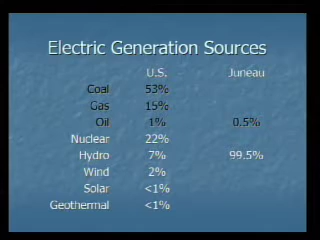 Electric Generation Sources
U.S. Juneau
Coal 53%
Gas 15%
Oil 1% 0.5%
Nuclear 22%
Hydro 7% 99.5%
Wind 2%
Solar <1%
Geothermal <1%